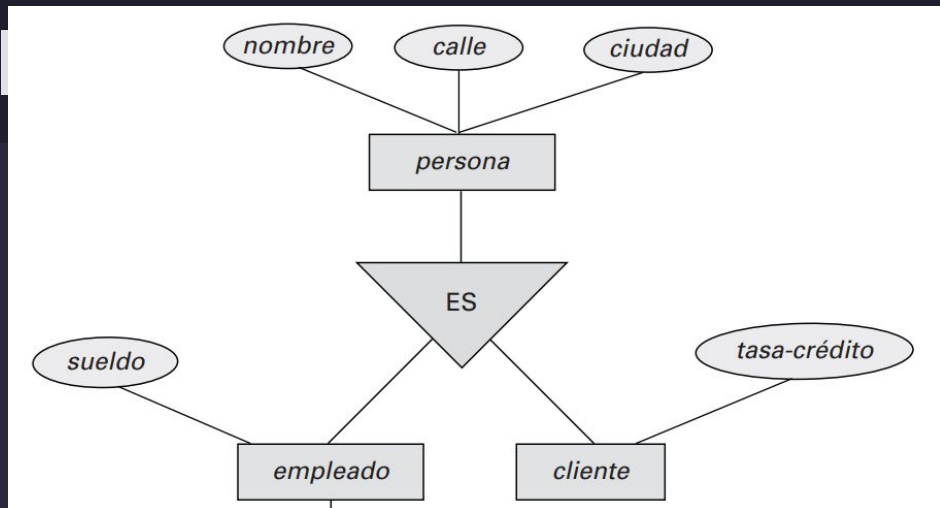 nombre
calle
ciudad
persona
ES
sueldo
tasa-crédito
empleado
cliente